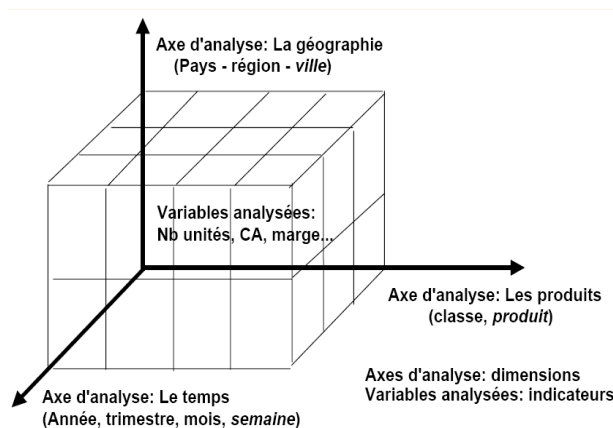 Axe d'analyse: La géographie
(Pays - région - ville)
Variables analysées:
Nb unités, CA, marge...
Axe d'analyse: Les produits
(classe, produit)
Axe d'analyse: Le temps
(Année, trimestre, mois, semaine)
Axes d'analyse: dimensions
Variables analysées: indicateurs